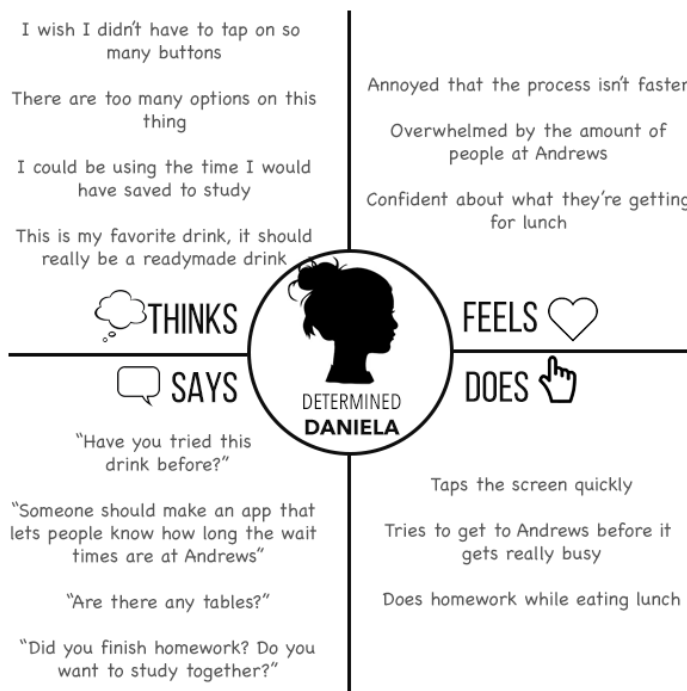 I wish I didn't have to tap on so
many buttons
There are too many options on this
thing
I could be using the time I would
have saved to study
This is my favorite drink, it should
really be a readymade drink
THINKS
Annoyed that the process isn't faster
Overwhelmed by the amount of
people at Andrews
Confident about what they're getting
for lunch
FEELS
DETERMINED
DANIELA
SAYS
"Have you tried this
drink before?"
"Someone should make an app that
lets people know how long the wait
times are at Andrews"
"Are there any tables?"
"Did you finish homework? Do you
want to study together?"
DOES
Taps the screen quickly
Tries to get to Andrews before it
gets really busy
Does homework while eating lunch